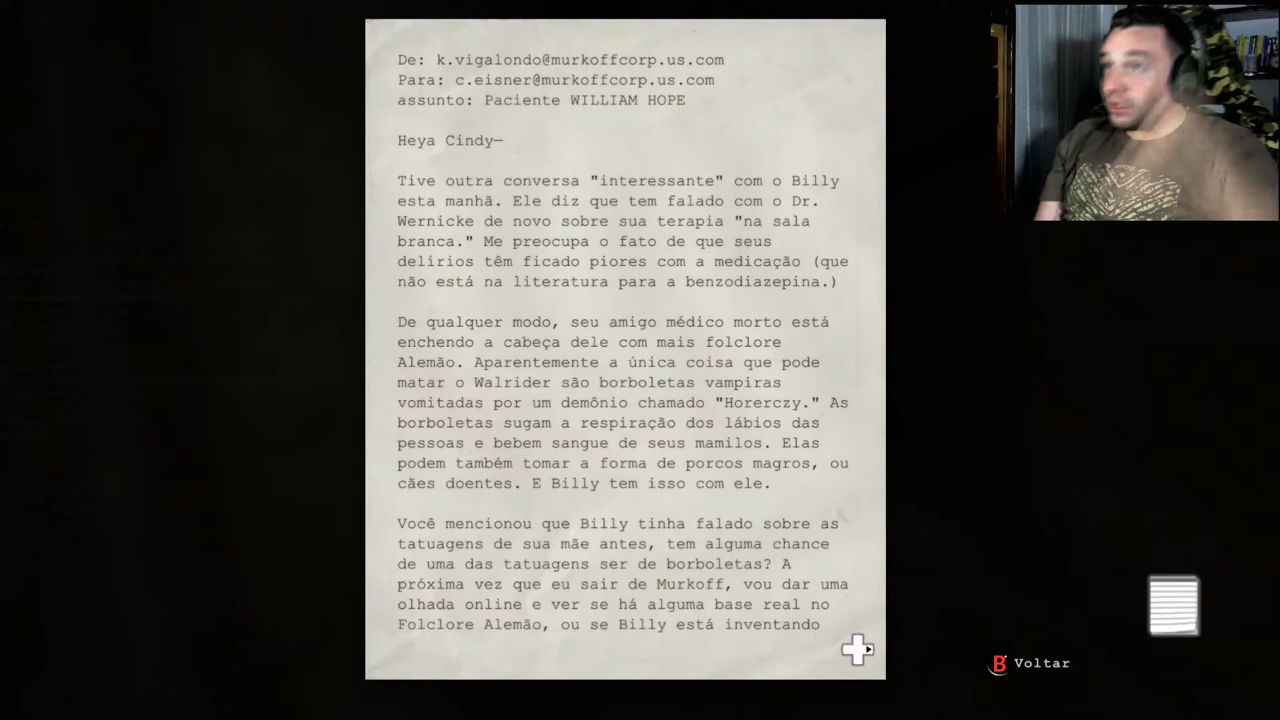 De: k.vigalondo@murkoffcorp.us.com
Para: c.eisner@murkoffcorp.us.com
assunto: Paciente WILLIAM HOPE
Heya Cindy—
Tive outra conversa "interessante" com o Billy
esta manhã. Ele diz que tem falado com o Dr.
Wernicke de novo sobre sua terapia "na sala
branca." Me preocupa o fato de que seus
delírios têm ficado piores com a medicação (que
não está na literatura para a benzodiazepina.)
De qualquer modo, seu amigo médico morto está
enchendo a cabeça dele com mais folclore
Alemão. Aparentemente a única coisa que pode
matar o Walrider são borboletas vampiras
vomitadas por um demônio chamado "Horerczy." As
borboletas sugam a respiração dos lábios das
pessoas e bebem sangue de seus mamilos. Elas
podem também tomar a forma de porcos magros, ou
cães doentes. E Billy tem isso com ele.
Você mencionou que Billy tinha falado sobre as
tatuagens de sua mãe antes, tem alguma chance
de uma das tatuagens ser de borboletas? A
próxima vez que eu sair de Murkoff, vou dar uma
olhada online e ver se há alguma base real no
Folclore Alemão, ou se Billy está inventando
B Voltar